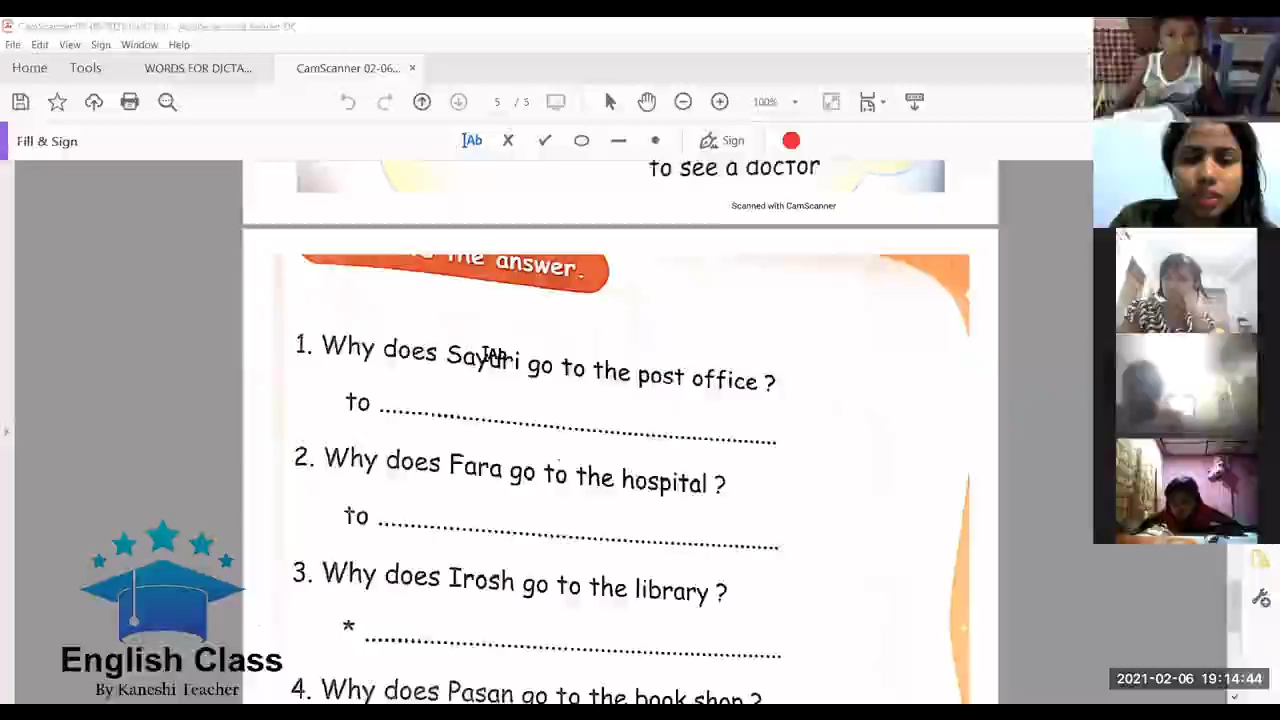 File Edit View Sign Window Help
Home Tools WORDS FOR DICTA... CamScanner 02-06... ×
5 / 5 100%
Fill & Sign IAb Sign
to see a doctor
Scanned with CamScanner
the answer.
1. Why does Sayuri go to the post office ?
to ..........................................................
2. Why does Fara go to the hospital ?
to ..........................................................
3. Why does Irosh go to the library ?
* ..........................................................
4. Why does Pasan go to the book shop ?
English Class
By Kaneshi Teacher
2021-02-06 19:14:44